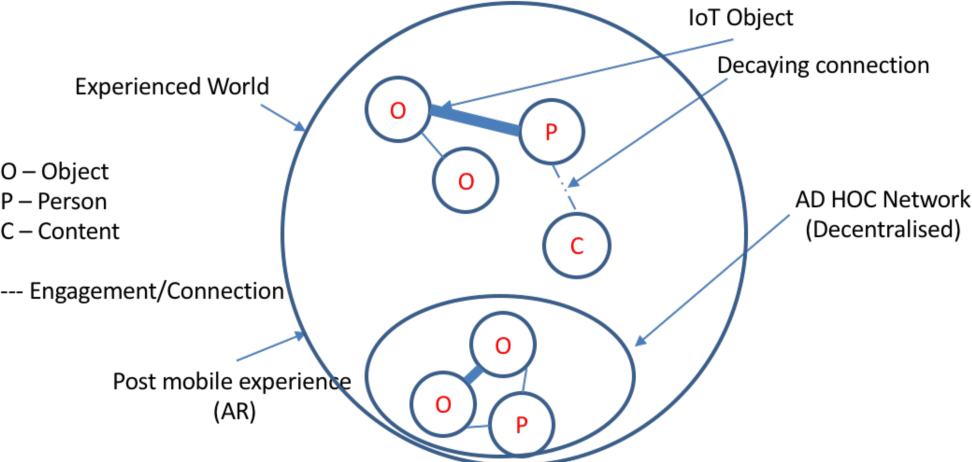 IoT Object
Decaying connection
Experienced World
O
P
O
O – Object
P – Person
C – Content
AD HOC Network
(Decentralised)
C
--- Engagement/Connection
O
Post mobile experience
(AR)
O
P